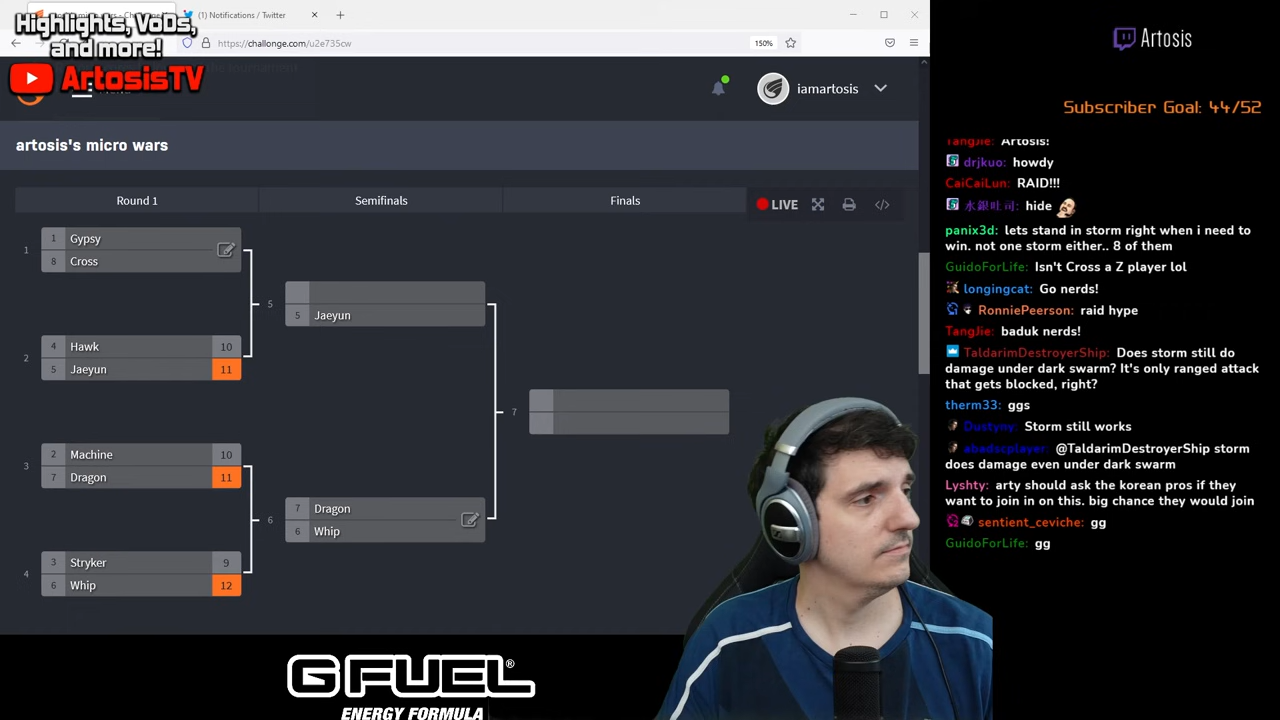 Highlights, VoDs,
and more!
ArtosisTV
(1) Notifications / Twitter
https://challonge.com/u2e735cw
150%
iamartosis
artosis's micro wars
Round 1
Semifinals
Finals
LIVE
1
1 Gypsy
8 Cross
5
5 Jaeyun
2
4 Hawk 10
5 Jaeyun 11
7
3
2 Machine 10
7 Dragon 11
6
7 Dragon
6 Whip
4
3 Stryker 9
6 Whip 12
G FUEL®
ENERGY FORMULA
Artosis
Subscriber Goal: 44/52
TangJie: Artosis!
drjkuo: howdy
CaiCaiLun: RAID!!!
水銀吐司: hide
panix3d: lets stand in storm right when i need to
win. not one storm either.. 8 of them
GuidoForLife: Isn't Cross a Z player lol
longingcat: Go nerds!
RonniePeerson: raid hype
TangJie: baduk nerds!
TaldarimDestroyerShip: Does storm still do
damage under dark swarm? It's only ranged attack
that gets blocked, right?
therm33: ggs
Dustyny: Storm still works
abadscplayer: @TaldarimDestroyerShip storm
does damage even under dark swarm
Lyshty: arty should ask the korean pros if they
want to join in on this. big chance they would join
sentient_ceviche: gg
GuidoForLife: gg